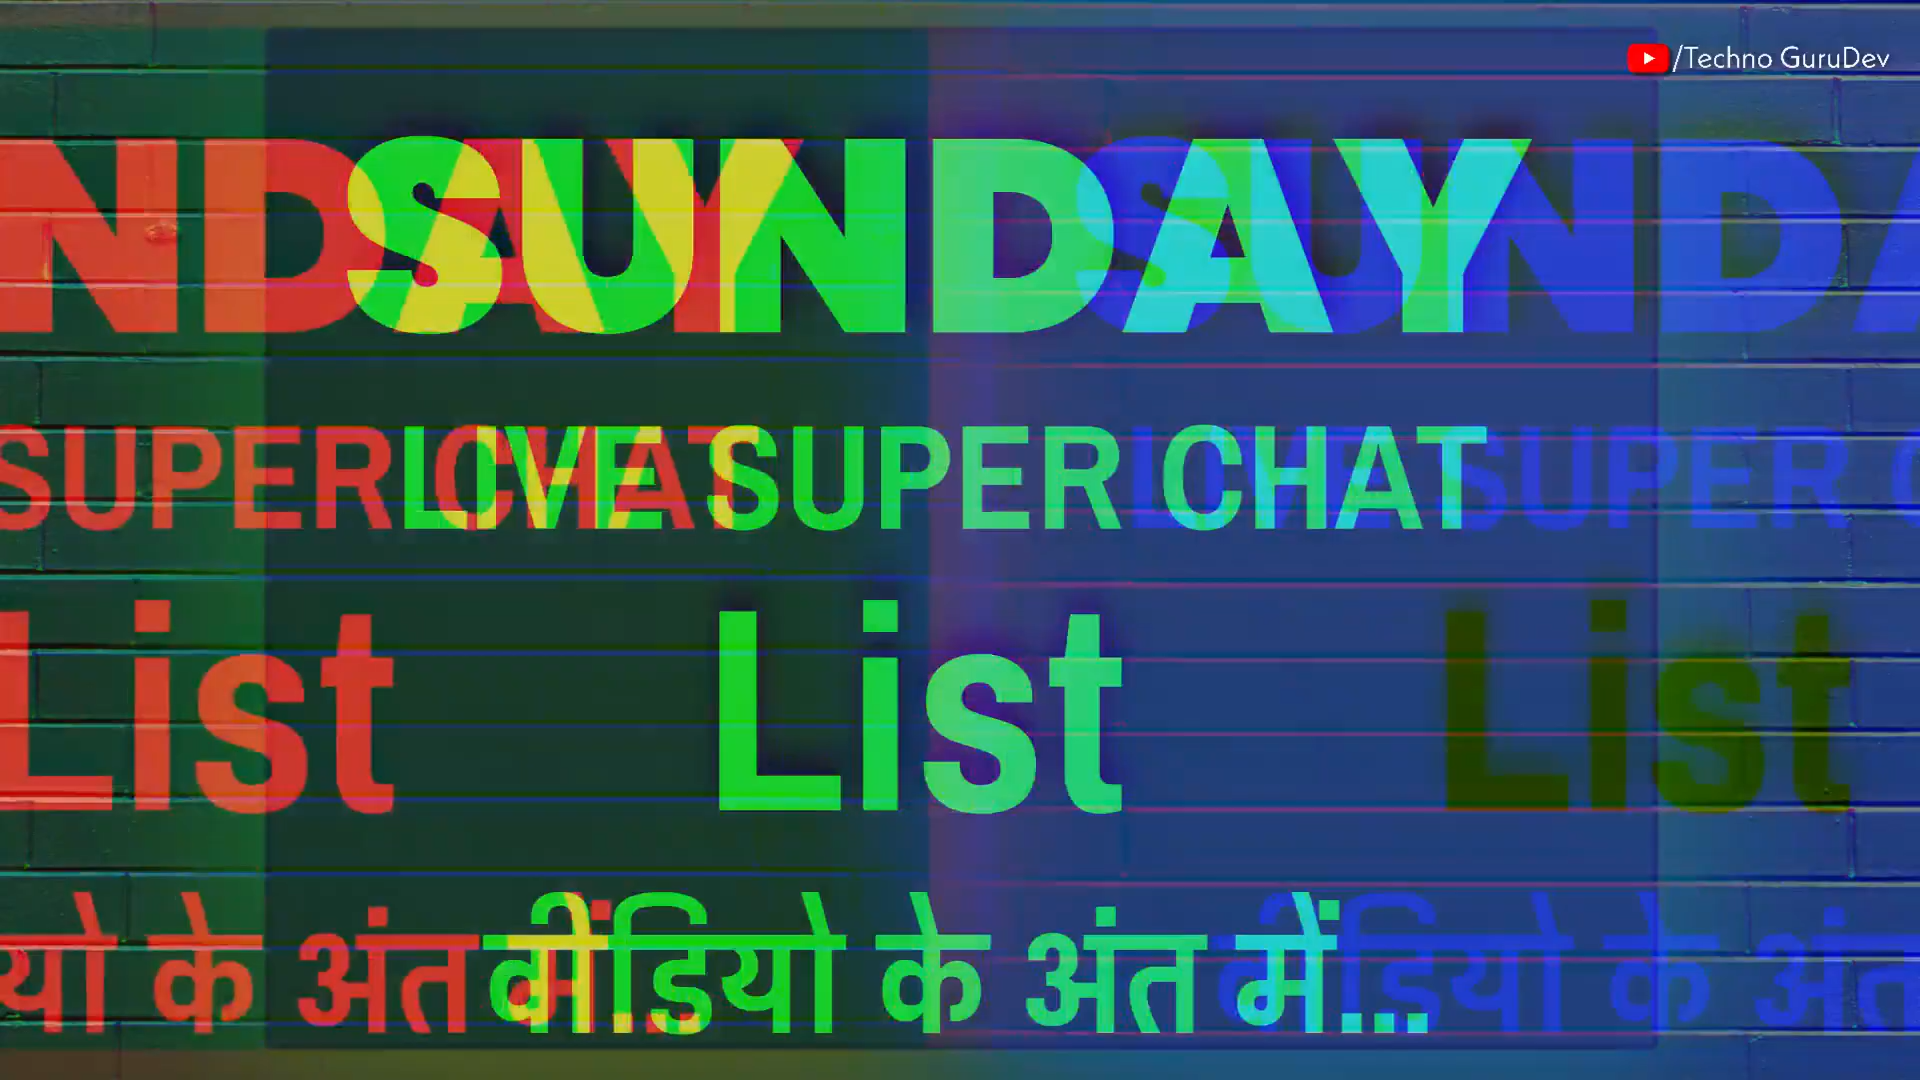 /Techno GuruDev
SUNDAY
LIVE SUPER CHAT
List
वीडियो के अंत में...